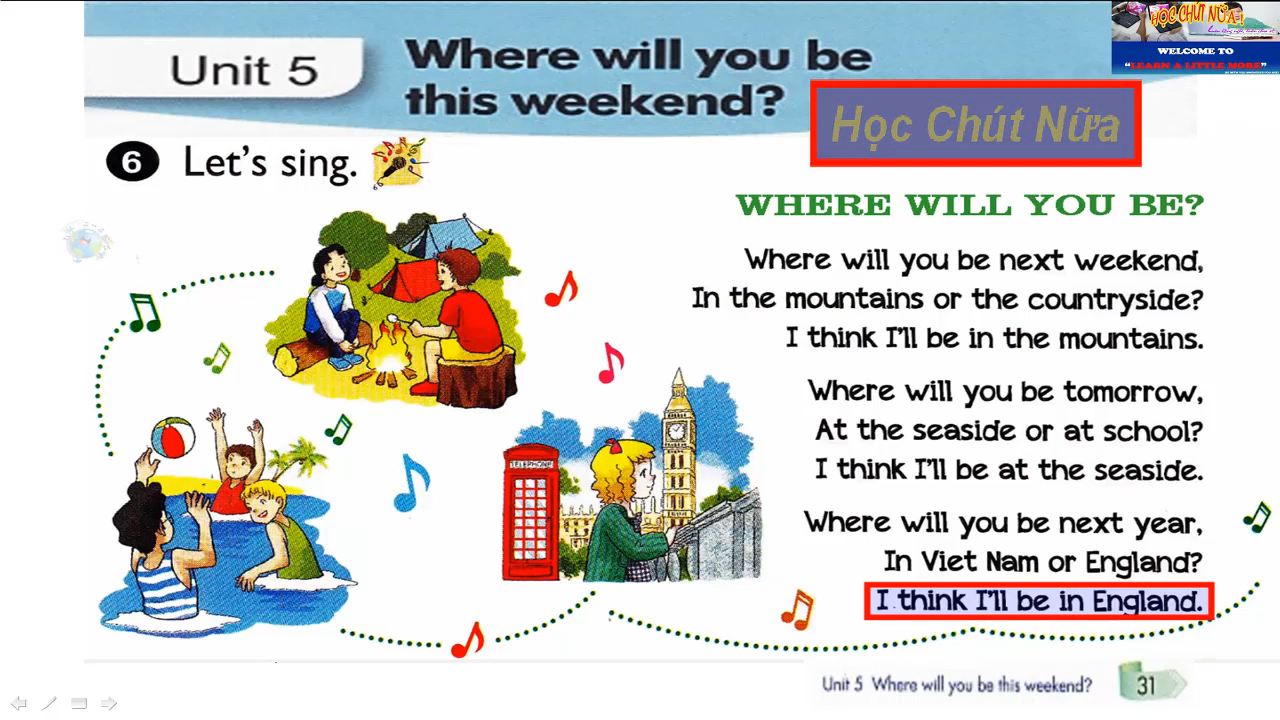 Unit 5
Where will you be
this weekend?
HỌC CHÚT NỮA!
WELCOME TO
"LEARN A LITTLE MORE"
Học Chút Nữa
6 Let's sing.
WHERE WILL YOU BE?
Where will you be next weekend,
In the mountains or the countryside?
I think I'll be in the mountains.
Where will you be tomorrow,
At the seaside or at school?
I think I'll be at the seaside.
Where will you be next year,
In Viet Nam or England?
I think I'll be in England.
TELEPHONE
Unit 5 Where will you be this weekend? 31